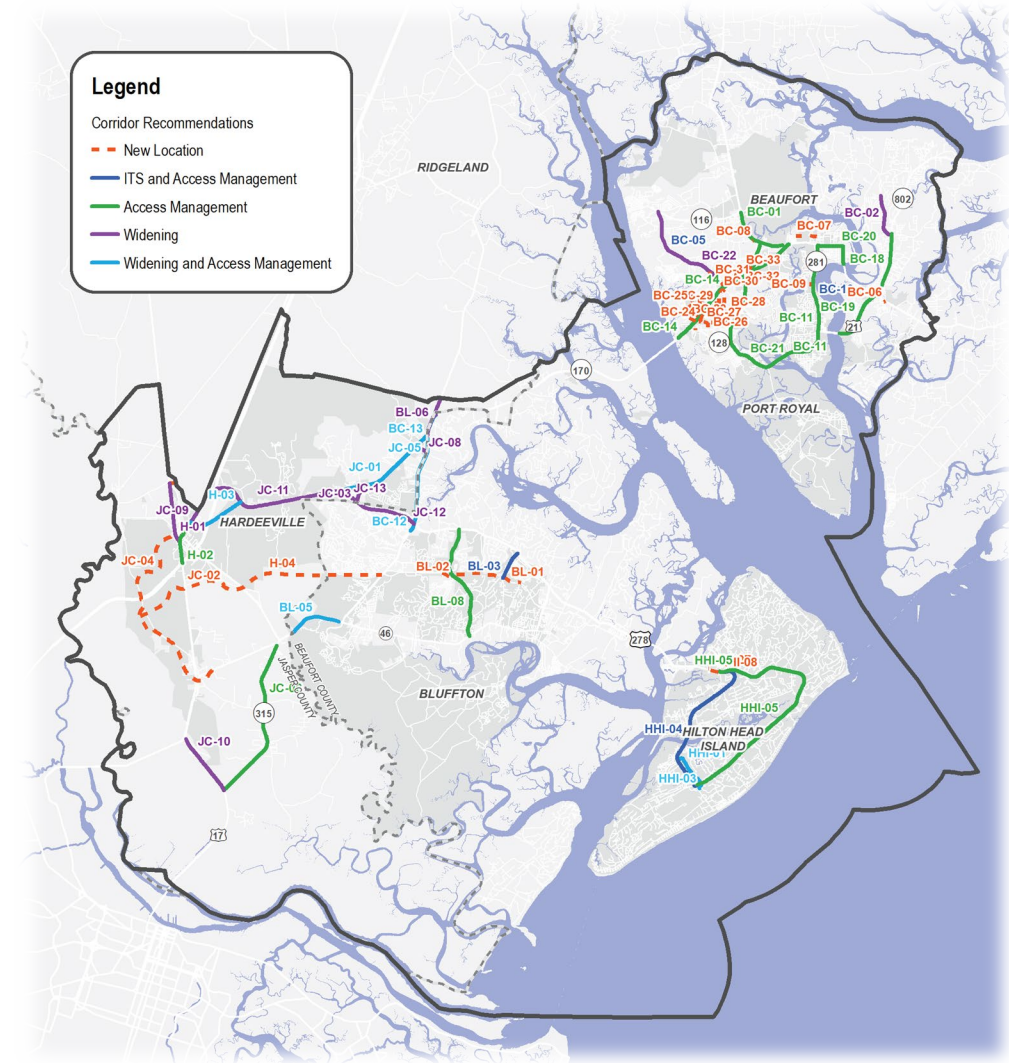 Legend
Corridor Recommendations
New Location
ITS and Access Management
Access Management
Widening
Widening and Access Management
RIDGELAND
BEAUFORT
802
116
BC-01
BC-02
BC-08
BC-07
BC-05
BC-20
BC-22
BC-33
281
BC-18
BC-31
BC-14
BC-30
BC-09
BC-06
BC-25
BC-28
BC-19
BC-24
BC-27
BC-11
21
BC-14
BC-26
128
BC-21
BC-11
170
PORT ROYAL
BL-06
BC-13
JC-08
JC-05
JC-01
JC-13
JC-11
JC-03
H-03
JC-09
JC-12
HARDEEVILLE
BC-12
H-01
H-02
JC-04
H-04
BL-02
BL-03
BL-01
JC-02
BL-08
BL-05
46
278
BEAUFORT COUNTY
JASPER COUNTY
HHI-05
BLUFFTON
315
HHI-05
HHI-04
HILTON HEAD
ISLAND
JC-10
HHI-01
HHI-03
17